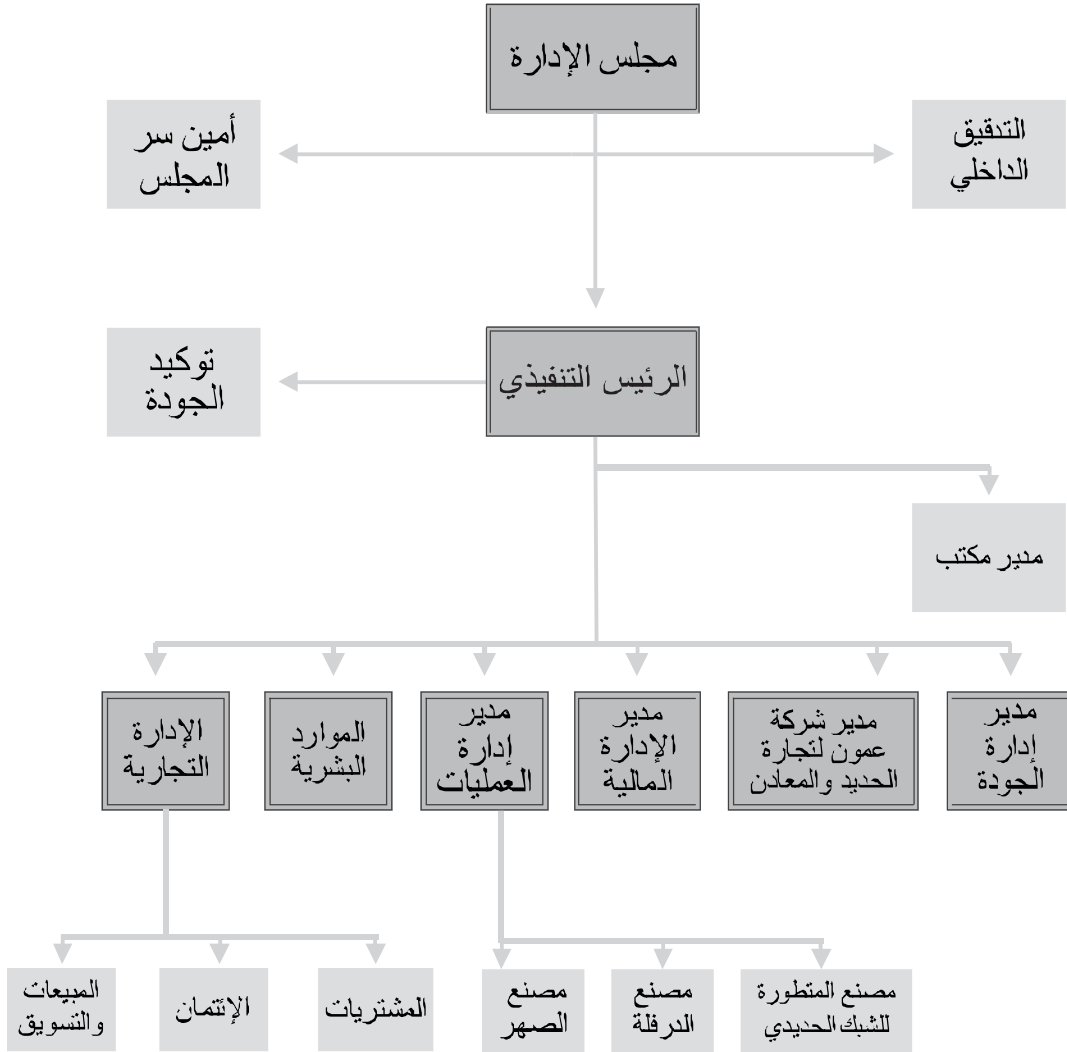 مجلس الإدارة
التدقيق
الداخلي
أمين سر
المجلس
الرئيس التنفيذي
توكيد
الجودة
مدير مكتب
مدير
إدارة
الجودة
مدير شركة
عمون لتجارة
الحديد والمعادن
مدير
الإدارة
المالية
مدير
إدارة
العمليات
الموارد
البشرية
الإدارة
التجارية
مصنع المتطورة
للشبك الحديدي
مصنع
الدرفلة
مصنع
الصهر
المشتريات
الإئتمان
المبيعات
والتسويق